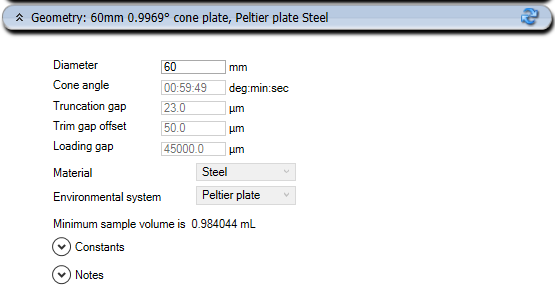 Geometry: 60mm 0.9969° cone plate, Peltier plate Steel
Diameter 60 mm
Cone angle 00:59:49 deg:min:sec
Truncation gap 23.0 µm
Trim gap offset 50.0 µm
Loading gap 45000.0 µm
Material Steel
Environmental system Peltier plate
Minimum sample volume is 0.984044 mL
Constants
Notes